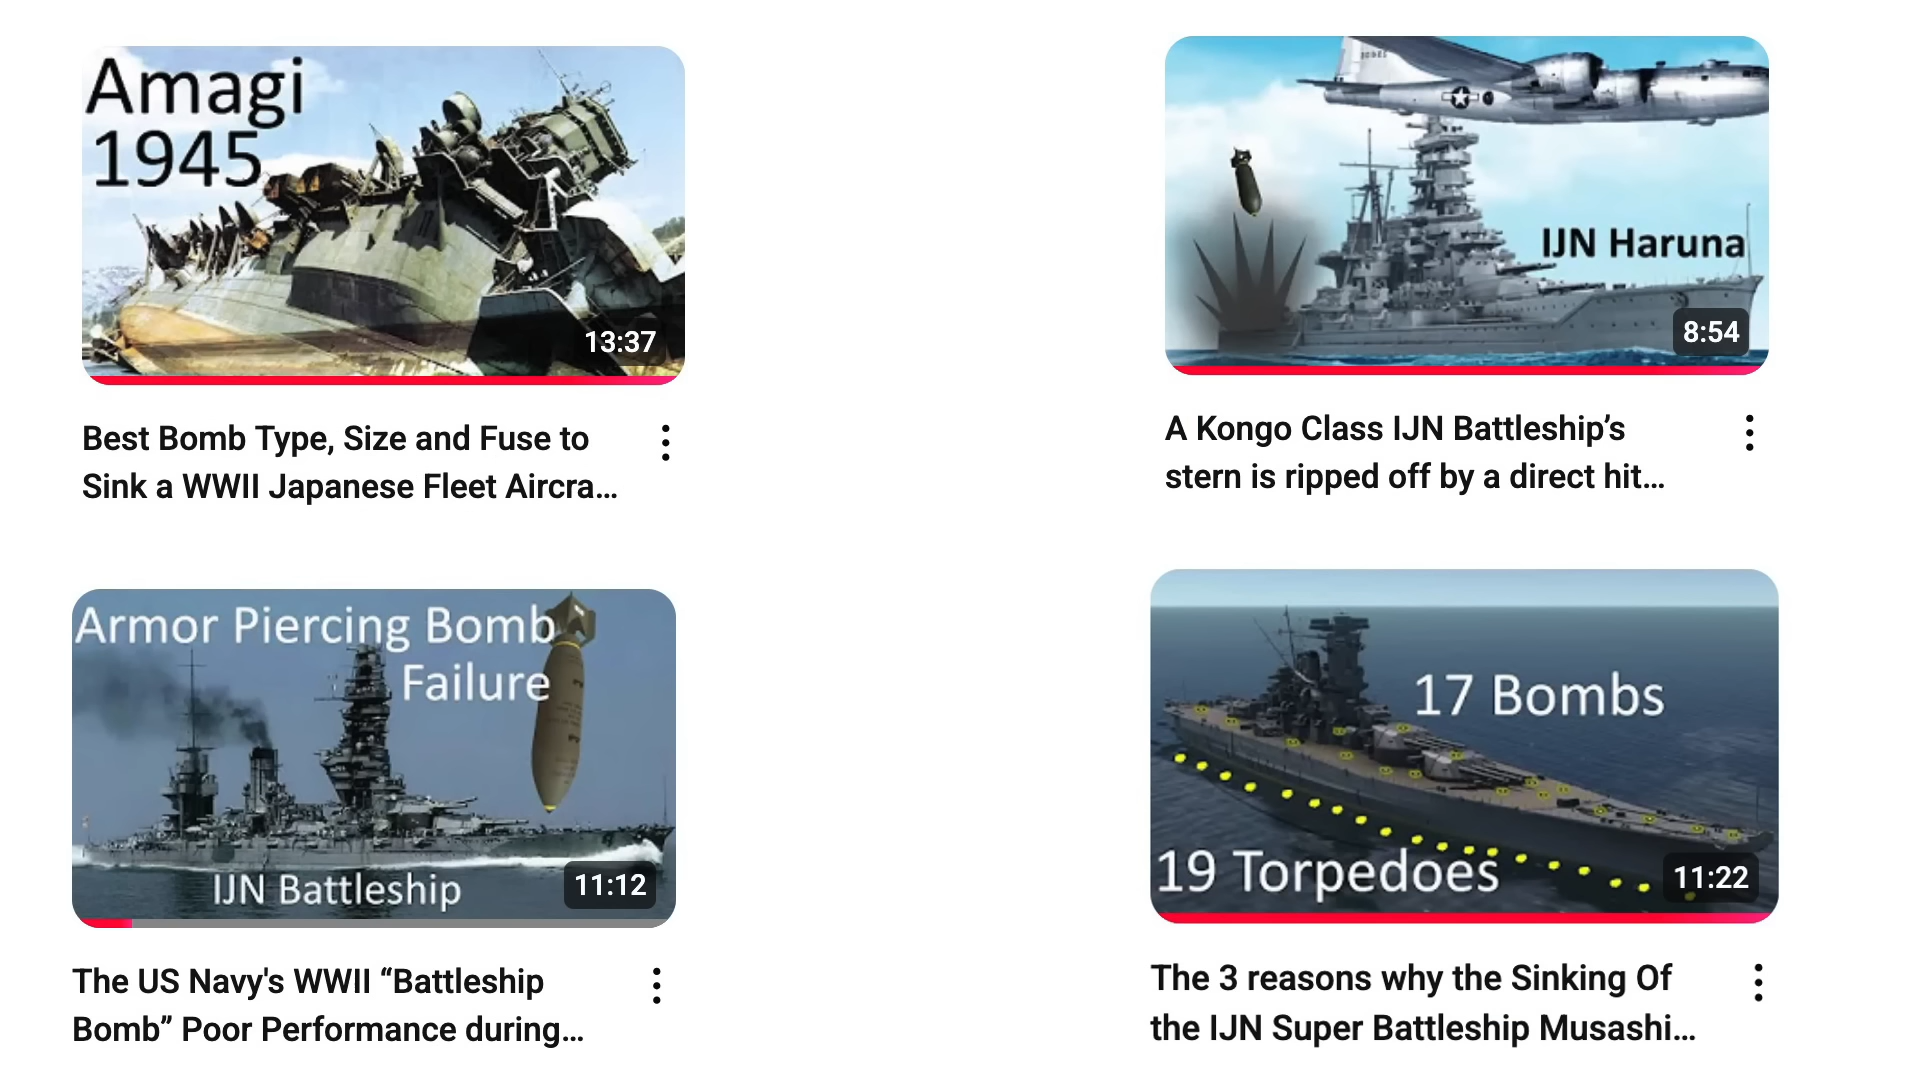 Amagi
1945
13:37
Best Bomb Type, Size and Fuse to
Sink a WWII Japanese Fleet Aircra...
IJN Haruna
8:54
A Kongo Class IJN Battleship’s
stern is ripped off by a direct hit...
Armor Piercing Bomb
Failure
IJN Battleship
11:12
The US Navy's WWII “Battleship
Bomb” Poor Performance during...
17 Bombs
19 Torpedoes
11:22
The 3 reasons why the Sinking Of
the IJN Super Battleship Musashi...